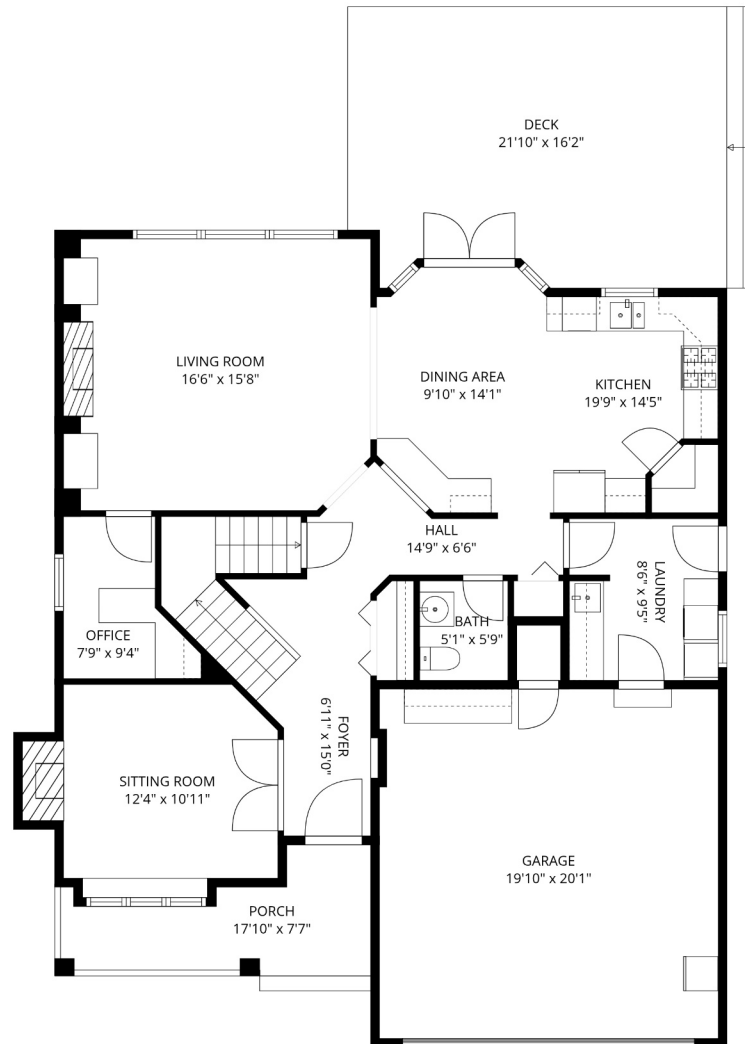 DECK
21'10" x 16'2"
LIVING ROOM
16'6" x 15'8"
DINING AREA
9'10" x 14'1"
KITCHEN
19'9" x 14'5"
HALL
14'9" x 6'6"
LAUNDRY
8'6" x 9'5"
BATH
5'1" x 5'9"
OFFICE
7'9" x 9'4"
FOYER
6'11" x 15'0"
SITTING ROOM
12'4" x 10'11"
GARAGE
19'10" x 20'1"
PORCH
17'10" x 7'7"